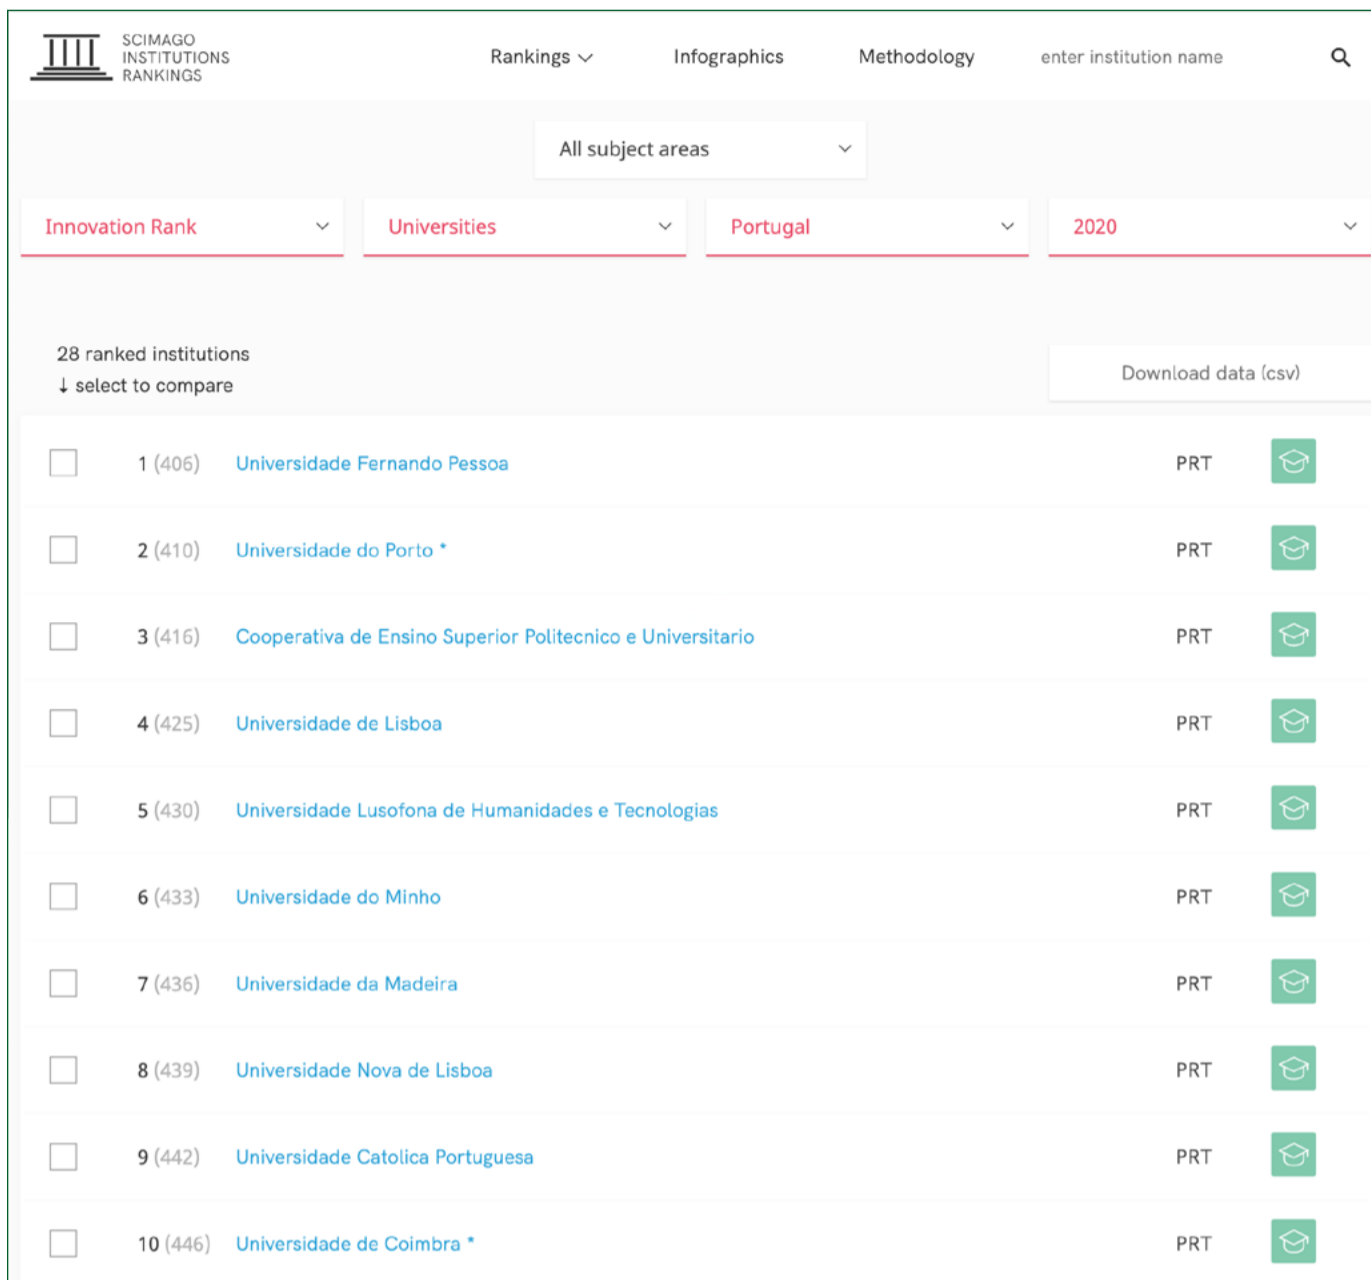 SCIMAGO
INSTITUTIONS
RANKINGS
Rankings Infographics Methodology enter institution name
All subject areas
Innovation Rank Universities Portugal 2020
28 ranked institutions
↓ select to compare
Download data (csv)
1 (406) Universidade Fernando Pessoa PRT
2 (410) Universidade do Porto * PRT
3 (416) Cooperativa de Ensino Superior Politecnico e Universitario PRT
4 (425) Universidade de Lisboa PRT
5 (430) Universidade Lusofona de Humanidades e Tecnologias PRT
6 (433) Universidade do Minho PRT
7 (436) Universidade da Madeira PRT
8 (439) Universidade Nova de Lisboa PRT
9 (442) Universidade Catolica Portuguesa PRT
10 (446) Universidade de Coimbra * PRT